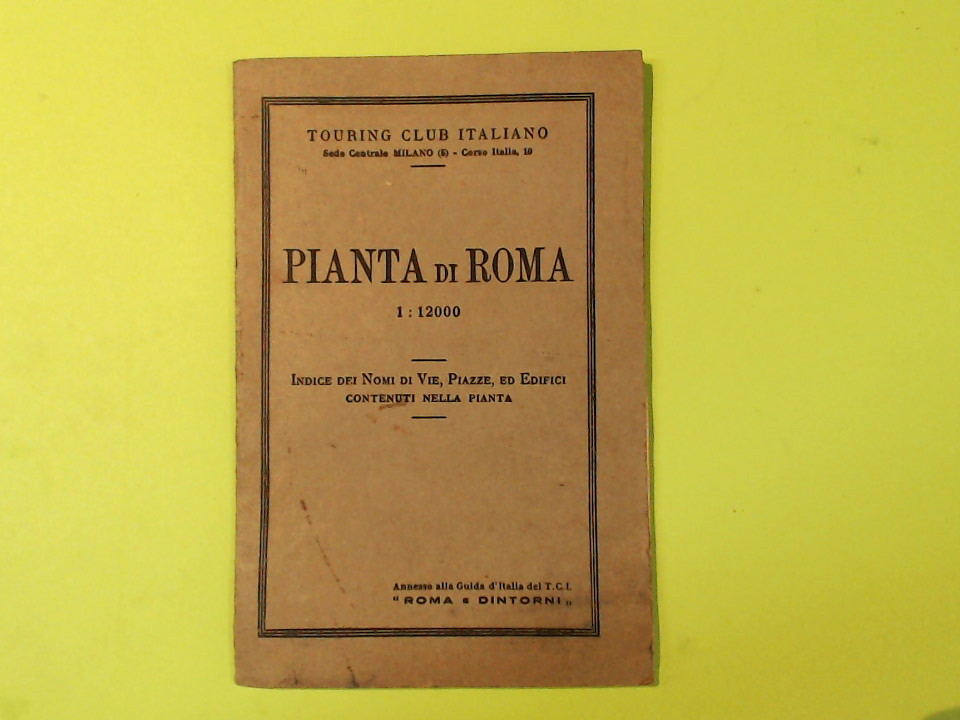 TOURING CLUB ITALIANO
Sede Centrale MILANO (5) - Corso Italia, 10
PIANTA DI ROMA
1 : 12000
INDICE DEI NOMI DI VIE, PIAZZE, ED EDIFICI
CONTENUTI NELLA PIANTA
Annesso alla Guida d'Italia del T. C. I.
“ ROMA e DINTORNI „